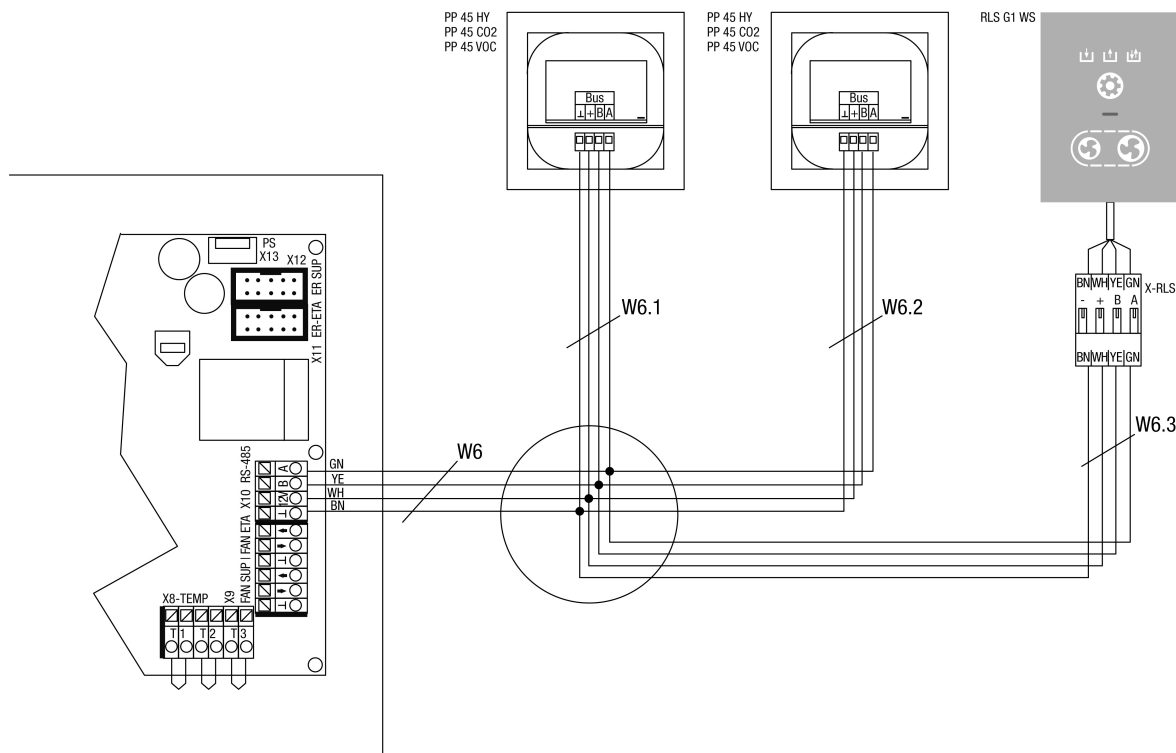 PP 45 HY
PP 45 CO2
PP 45 VOC
PP 45 HY
PP 45 CO2
PP 45 VOC
RLS G1 WS
Bus
⊥ + B A
Bus
⊥ + B A
PS
X13
X12
ER SUP
ER-ETA
X11
BN WH YE GN
- + B A
X-RLS
BN WH YE GN
W6.1
W6.2
W6.3
W6
RS-485
X10
A
B
12V
⊥
GN
YE
WH
BN
FAN ETA
FAN SUP I
⊥
⊥
X8-TEMP
X9
T 1 T 2 T 3